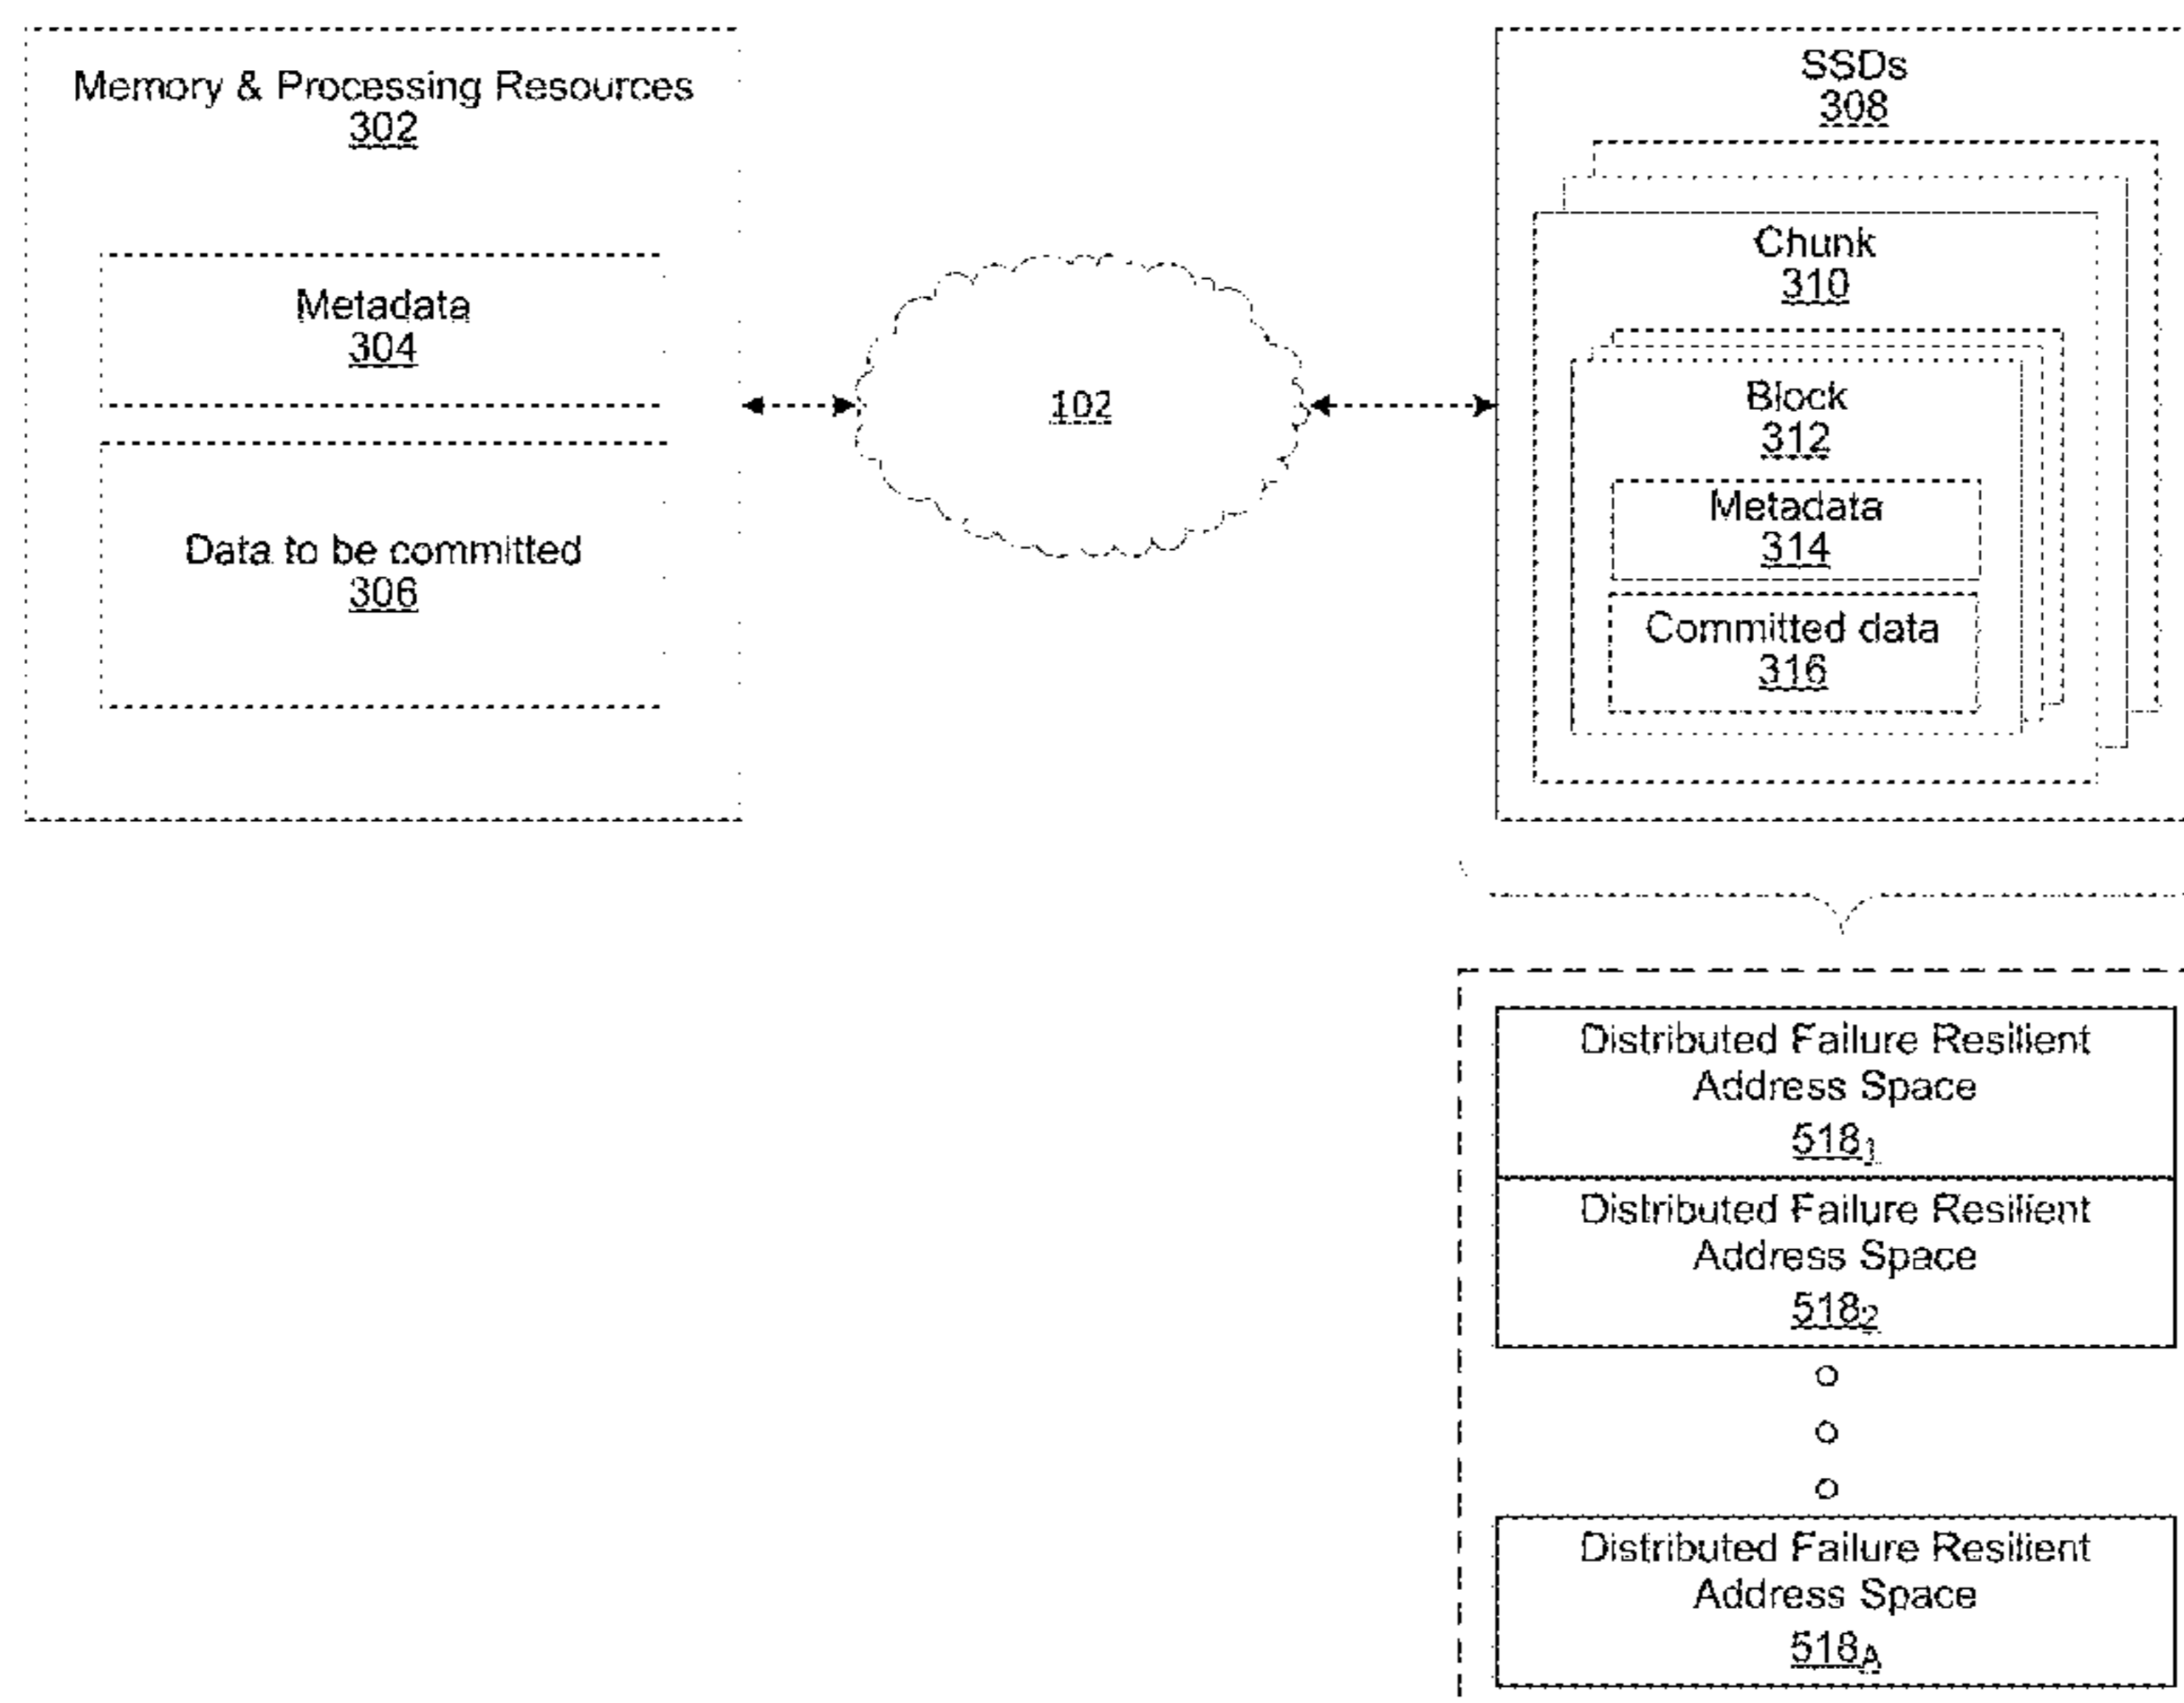 Memory & Processing Resources
302
Metadata
304
Data to be committed
306
102
SSDs
308
Chunk
310
Block
312
Metadata
314
Committed data
316
Distributed Failure Resilient
Address Space
518₁
Distributed Failure Resilient
Address Space
518₂
Distributed Failure Resilient
Address Space
518A